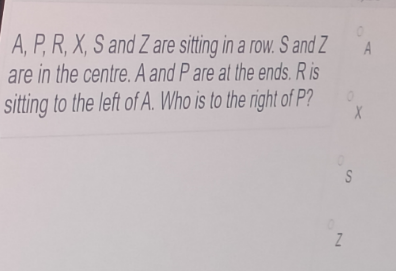 A, P, R, X, S and Z are sitting in a row. S and Z
are in the centre. A and P are at the ends. R is
sitting to the left of A. Who is to the right of P?
A
X
S
Z